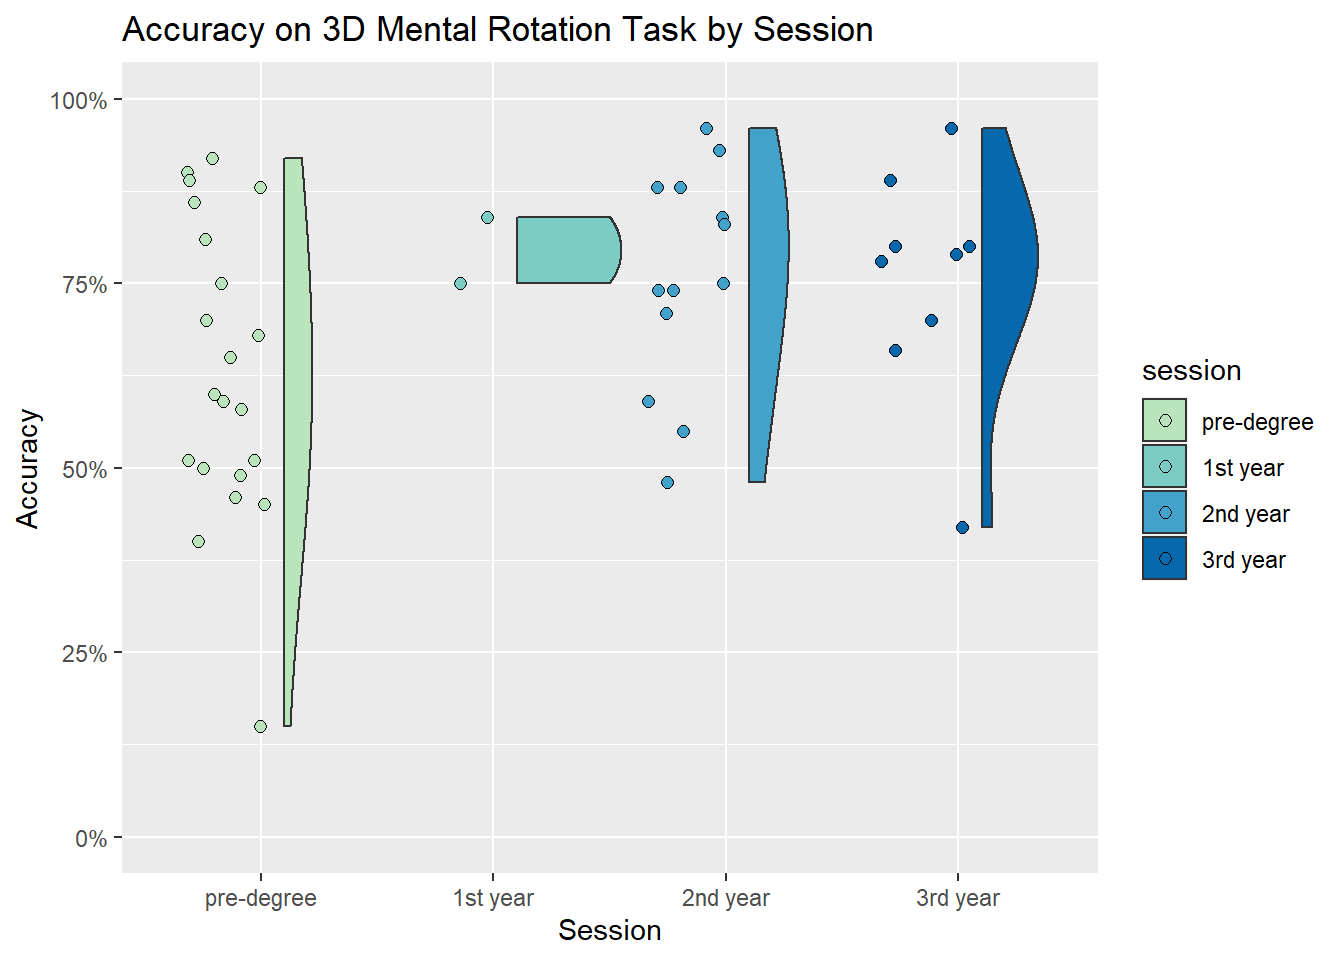 Accuracy on 3D Mental Rotation Task by Session
100%
75%
50%
25%
0%
Accuracy
pre-degree
1st year
2nd year
3rd year
Session
session
pre-degree
1st year
2nd year
3rd year